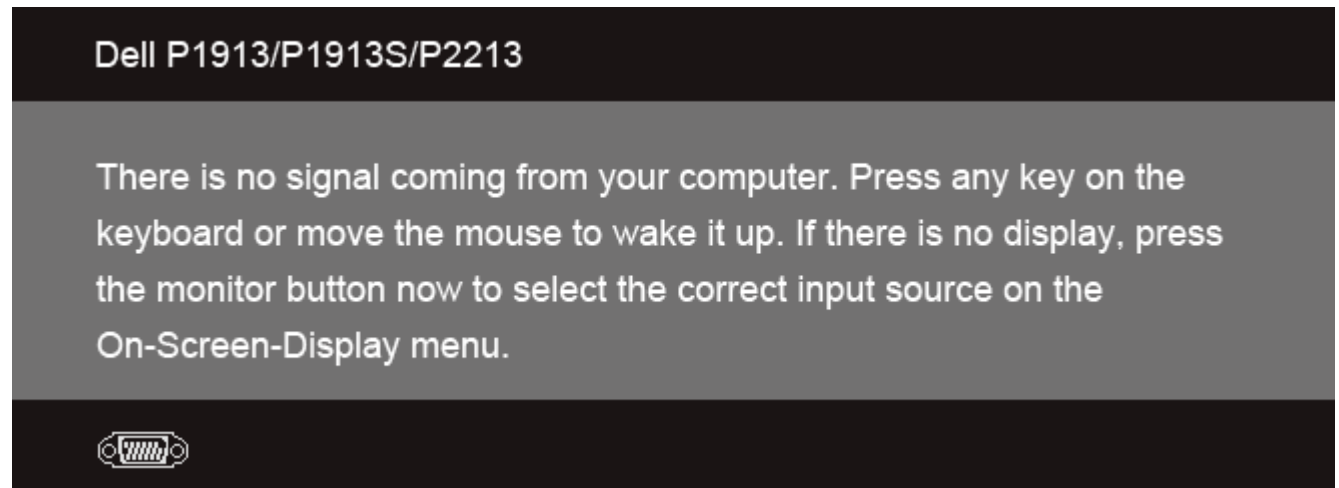 Dell P1913/P1913S/P2213
There is no signal coming from your computer. Press any key on the
keyboard or move the mouse to wake it up. If there is no display, press
the monitor button now to select the correct input source on the
On-Screen-Display menu.